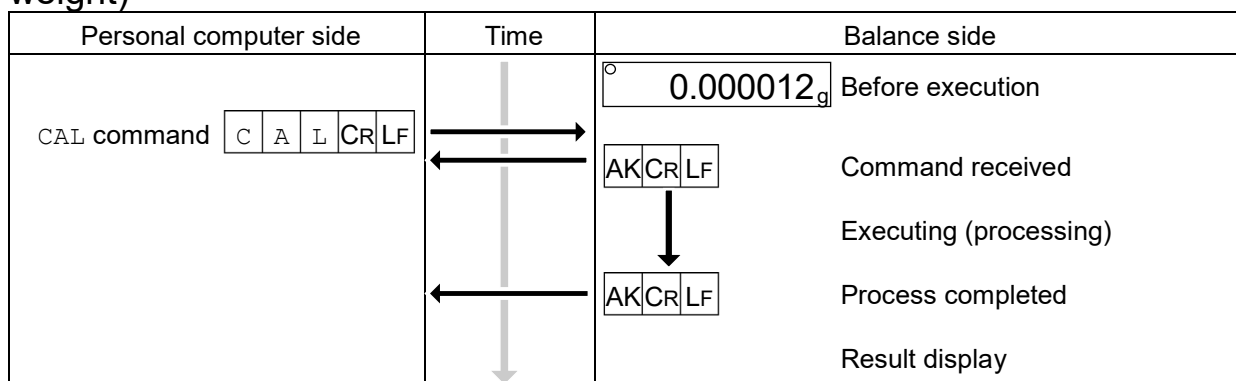 weight)
Personal computer side Time Balance side
0.000012 g Before execution
CAL command C A L CR LF
AK CR LF Command received
Executing (processing)
AK CR LF Process completed
Result display